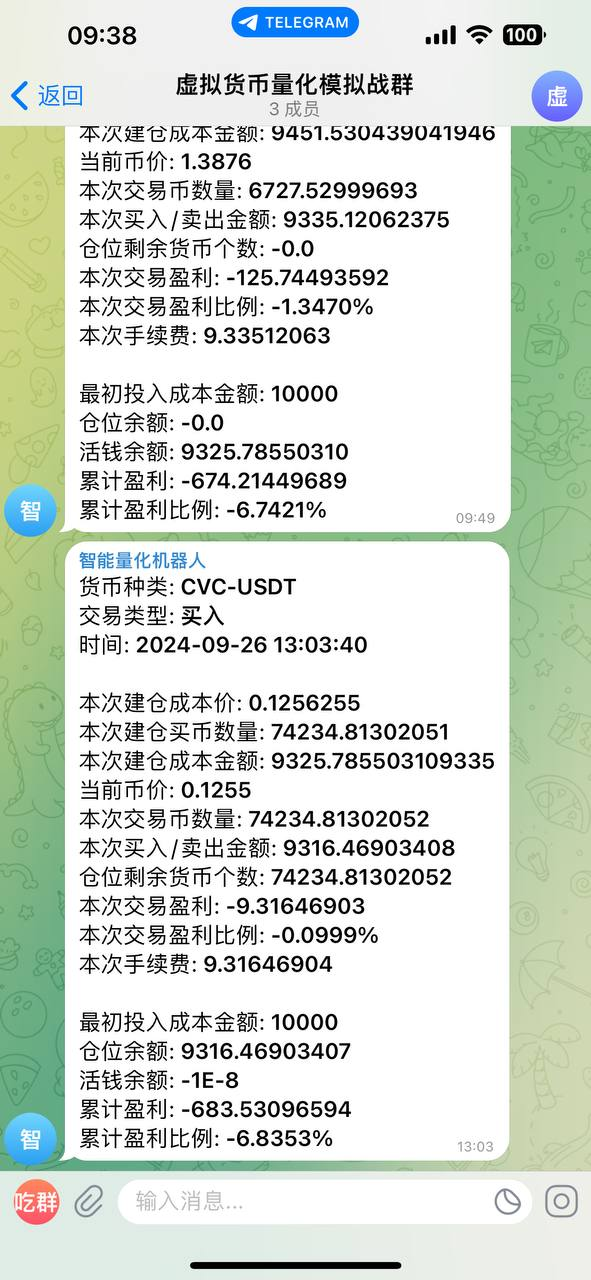 09:38
TELEGRAM
100
返回
虚拟货币量化模拟战群
3 成员
虚
本次建仓成本金额: 9451.530439041946
当前币价: 1.3876
本次交易币数量: 6727.52999693
本次买入/卖出金额: 9335.12062375
仓位剩余货币个数: -0.0
本次交易盈利: -125.74493592
本次交易盈利比例: -1.3470%
本次手续费: 9.33512063
最初投入成本金额: 10000
仓位余额: -0.0
活钱余额: 9325.78550310
累计盈利: -674.21449689
累计盈利比例: -6.7421%
09:49
智
智能量化机器人
货币种类: CVC-USDT
交易类型: 买入
时间: 2024-09-26 13:03:40
本次建仓成本价: 0.1256255
本次建仓买币数量: 74234.81302051
本次建仓成本金额: 9325.785503109335
当前币价: 0.1255
本次交易币数量: 74234.81302052
本次买入/卖出金额: 9316.46903408
仓位剩余货币个数: 74234.81302052
本次交易盈利: -9.31646903
本次交易盈利比例: -0.0999%
本次手续费: 9.31646904
最初投入成本金额: 10000
仓位余额: 9316.46903407
活钱余额: -1E-8
累计盈利: -683.53096594
累计盈利比例: -6.8353%
13:03
智
吃群
输入消息...